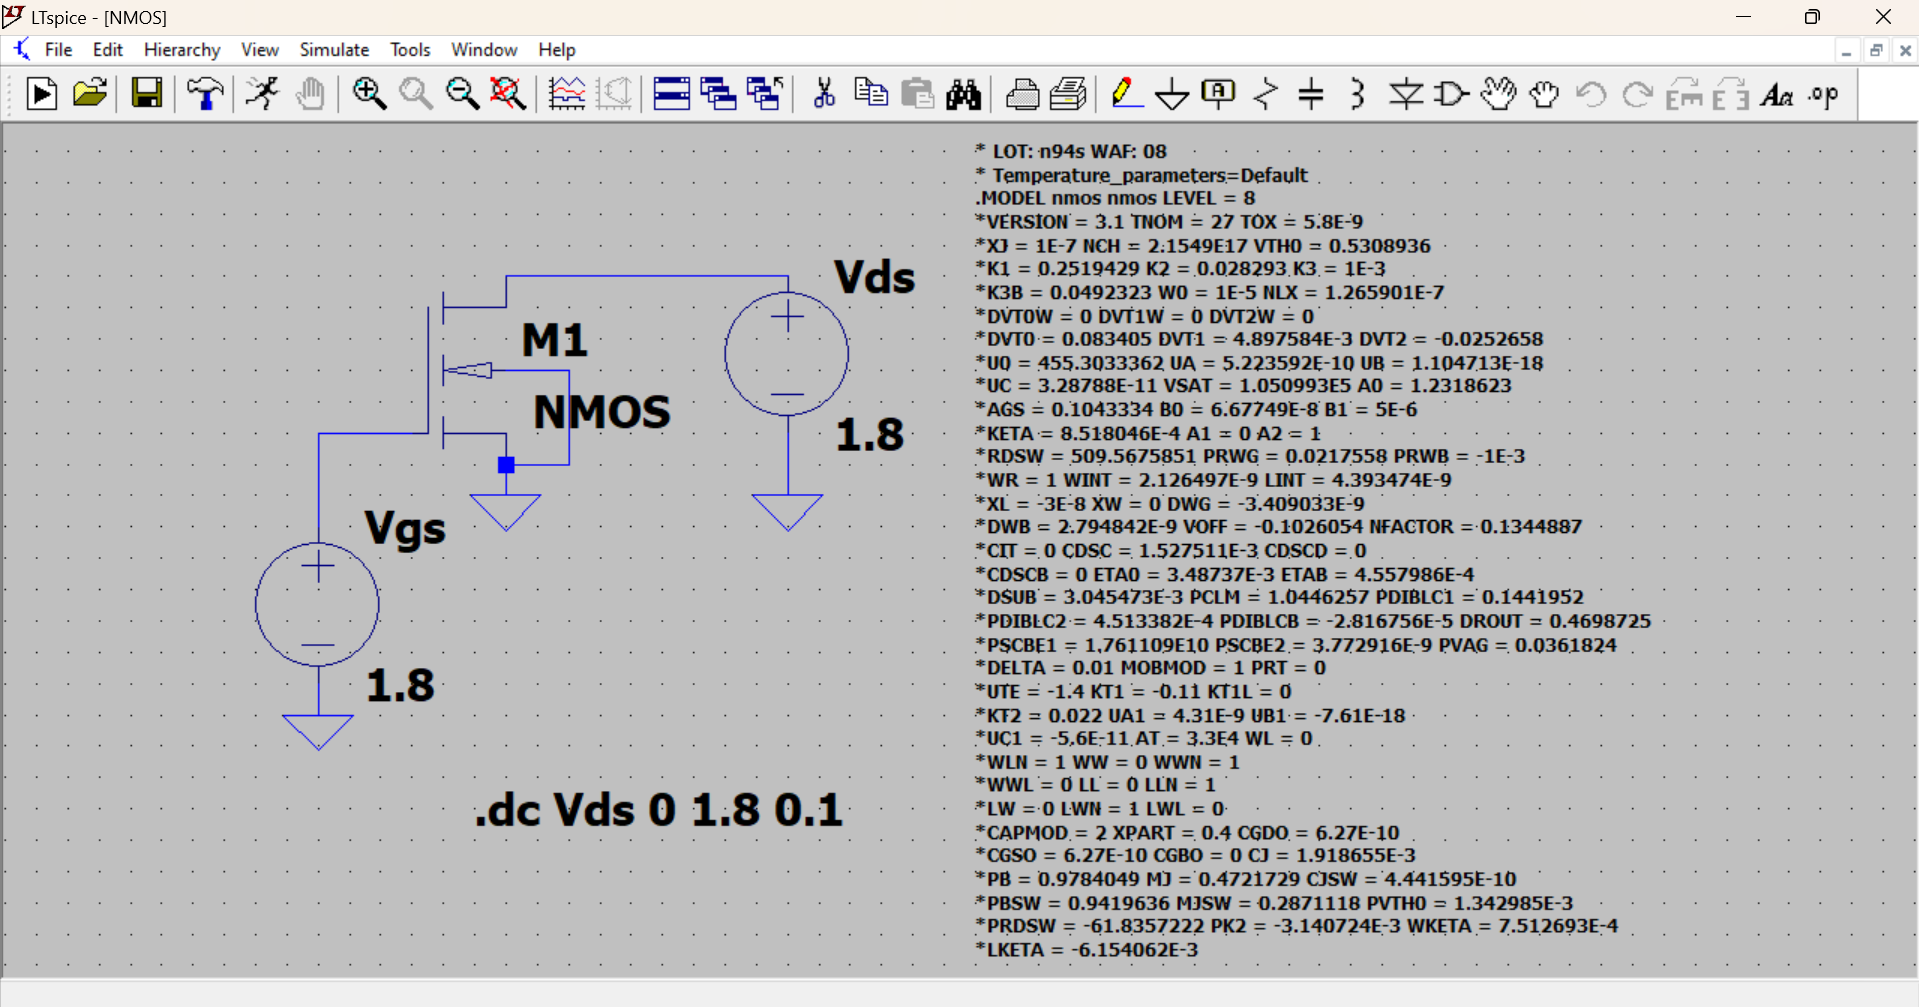 LTspice - [NMOS]
File Edit Hierarchy View Simulate Tools Window Help
A
Aa .op
Vds
1.8
M1
NMOS
Vgs
1.8
.dc Vds 0 1.8 0.1
* LOT: n94s WAF: 08
* Temperature_parameters=Default
.MODEL nmos nmos LEVEL = 8
*VERSION = 3.1 TNOM = 27 TOX = 5.8E-9
*XJ = 1E-7 NCH = 2.1549E17 VTH0 = 0.5308936
*K1 = 0.2519429 K2 = 0.028293 K3 = 1E-3
*K3B = 0.0492323 W0 = 1E-5 NLX = 1.265901E-7
*DVT0W = 0 DVT1W = 0 DVT2W = 0
*DVT0 = 0.083405 DVT1 = 4.897584E-3 DVT2 = -0.0252658
*U0 = 455.3033362 UA = 5.223592E-10 UB = 1.104713E-18
*UC = 3.28788E-11 VSAT = 1.050993E5 A0 = 1.2318623
*AGS = 0.1043334 B0 = 6.67749E-8 B1 = 5E-6
*KETA = 8.518046E-4 A1 = 0 A2 = 1
*RDSW = 509.5675851 PRWG = 0.0217558 PRWB = -1E-3
*WR = 1 WINT = 2.126497E-9 LINT = 4.393474E-9
*XL = -3E-8 XW = 0 DWG = -3.409033E-9
*DWB = 2.794842E-9 VOFF = -0.1026054 NFACTOR = 0.1344887
*CIT = 0 CDSC = 1.527511E-3 CDSCD = 0
*CDSCB = 0 ETA0 = 3.48737E-3 ETAB = 4.557986E-4
*DSUB = 3.045473E-3 PCLM = 1.0446257 PDIBLC1 = 0.1441952
*PDIBLC2 = 4.513382E-4 PDIBLCB = -2.816756E-5 DROUT = 0.4698725
*PSCBE1 = 1.761109E10 PSCBE2 = 3.772916E-9 PVAG = 0.0361824
*DELTA = 0.01 MOBMOD = 1 PRT = 0
*UTE = -1.4 KT1 = -0.11 KT1L = 0
*KT2 = 0.022 UA1 = 4.31E-9 UB1 = -7.61E-18
*UC1 = -5.6E-11 AT = 3.3E4 WL = 0
*WLN = 1 WW = 0 WWN = 1
*WWL = 0 LL = 0 LLN = 1
*LW = 0 LWN = 1 LWL = 0
*CAPMOD = 2 XPART = 0.4 CGDO = 6.27E-10
*CGSO = 6.27E-10 CGBO = 0 CJ = 1.918655E-3
*PB = 0.9784049 MJ = 0.4721729 CJSW = 4.441595E-10
*PBSW = 0.9419636 MJSW = 0.2871118 PVTH0 = 1.342985E-3
*PRDSW = -61.8357222 PK2 = -3.140724E-3 WKETA = 7.512693E-4
*LKETA = -6.154062E-3